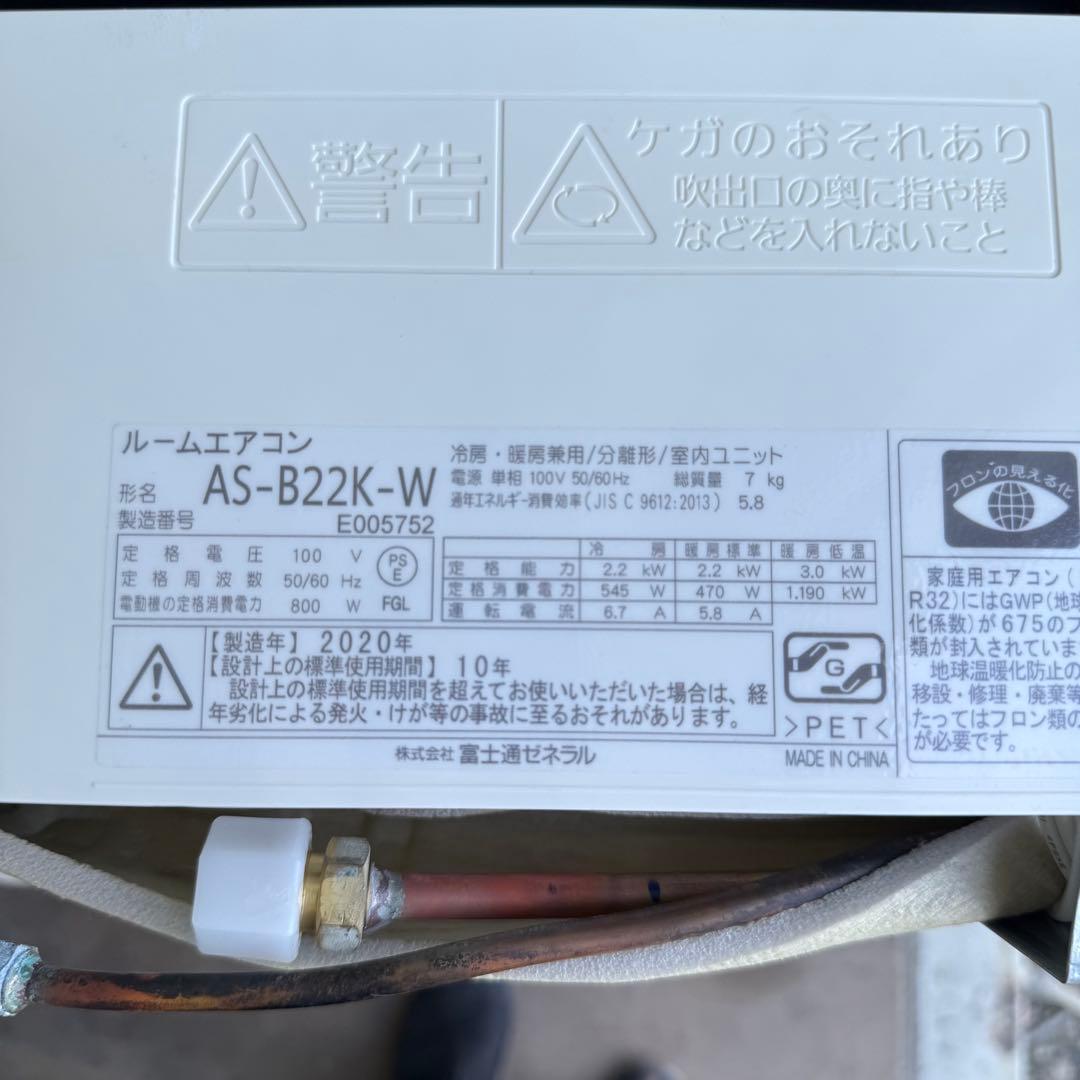 警告
ケガのおそれあり
吹出口の奥に指や棒
などを入れないこと
ルームエアコン
形名 AS-B22K-W
製造番号 E005752
冷房・暖房兼用/分離形/室内ユニット
電源 単相 100V 50/60Hz 総質量 7 kg
通年エネルギー消費効率(JIS C 9612:2013) 5.8
定格電圧 100 V
定格周波数 50/60 Hz
電動機の定格消費電力 800 W
PS
E
FGL
冷房 暖房標準 暖房低温
定格能力 2.2 kW 2.2 kW 3.0 kW
定格消費電力 545 W 470 W 1.190 kW
運転電流 6.7 A 5.8 A
【製造年】2020年
【設計上の標準使用期間】10年
設計上の標準使用期間を超えてお使いいただいた場合は、経
年劣化による発火・けが等の事故に至るおそれがあります。
G
>PET<
株式会社 富士通ゼネラル
MADE IN CHINA
フロンの見える化
家庭用エアコン(
R32)にはGWP(地球
化係数)が675のフ
類が封入されていま
地球温暖化防止の
移設・修理・廃棄等
たってはフロン類の
が必要です。